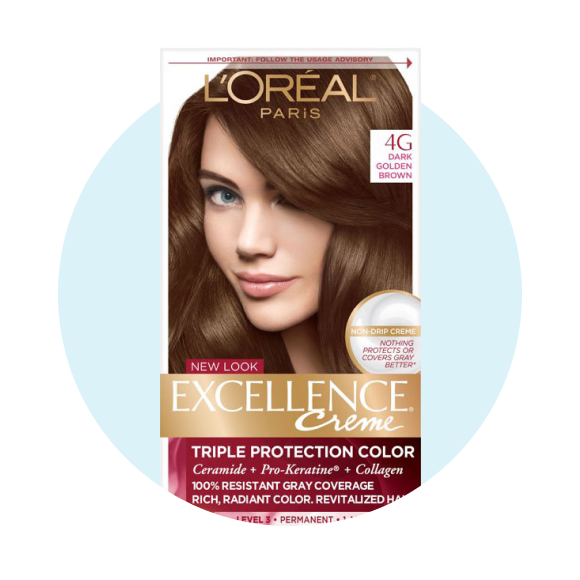 IMPORTANT: FOLLOW THE USAGE ADVISORY
L'ORÉAL
PARIS
4G
DARK
GOLDEN
BROWN
NON-DRIP CREME
NOTHING
PROTECTS OR
COVERS GRAY
BETTER*
NEW LOOK
EXCELLENCE®
Creme
TRIPLE PROTECTION COLOR
Ceramide + Pro-Keratine® + Collagen
100% RESISTANT GRAY COVERAGE
RICH, RADIANT COLOR. REVITALIZED
LEVEL 3 • PERMANENT •